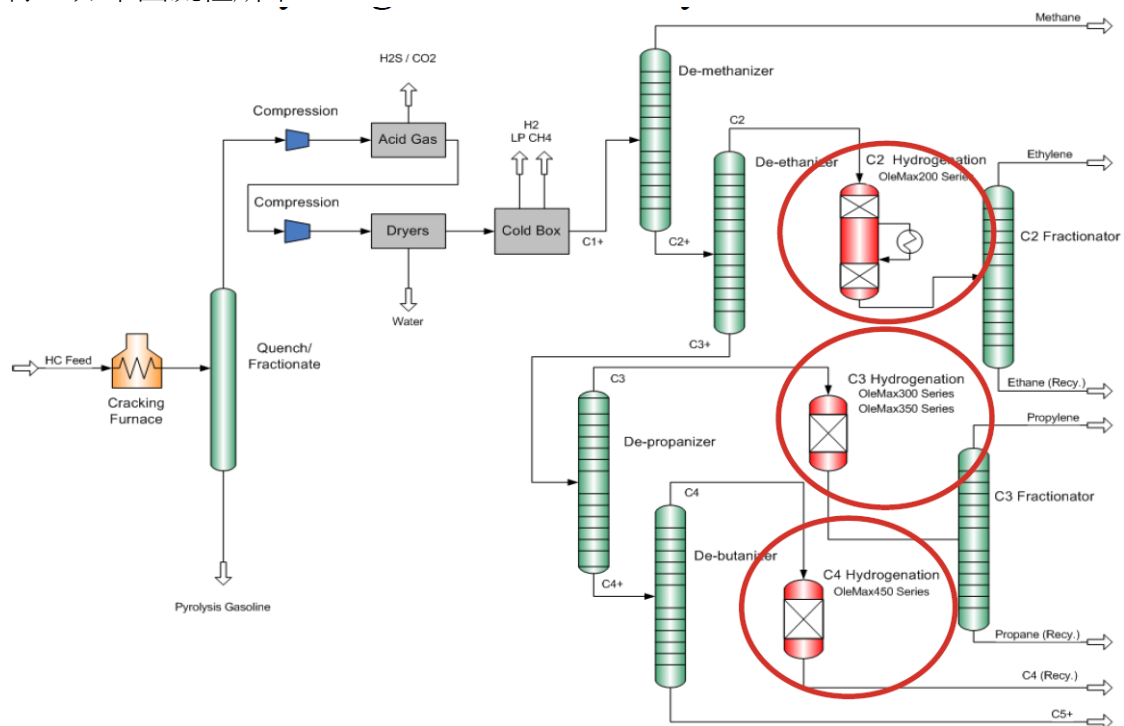 Methane
H2S / CO2
De-methanizer
Compression
H2
LP CH4
Acid Gas
C2
De-ethanizer
C2 Hydrogenation
OleMax200 Series
Ethylene
Compression
Dryers
Cold Box
C1+
C2+
C2 Fractionator
Water
Quench/
Fractionate
HC Feed
Cracking
Furnace
C3+
C3
C3 Hydrogenation
OleMax300 Series
OleMax350 Series
Ethane (Recy.)
Propylene
De-propanizer
C4
C3 Fractionator
De-butanizer
C4+
C4 Hydrogenation
OleMax450 Series
Pyrolysis Gasoline
Propane (Recy.)
C4 (Recy.)
C5+